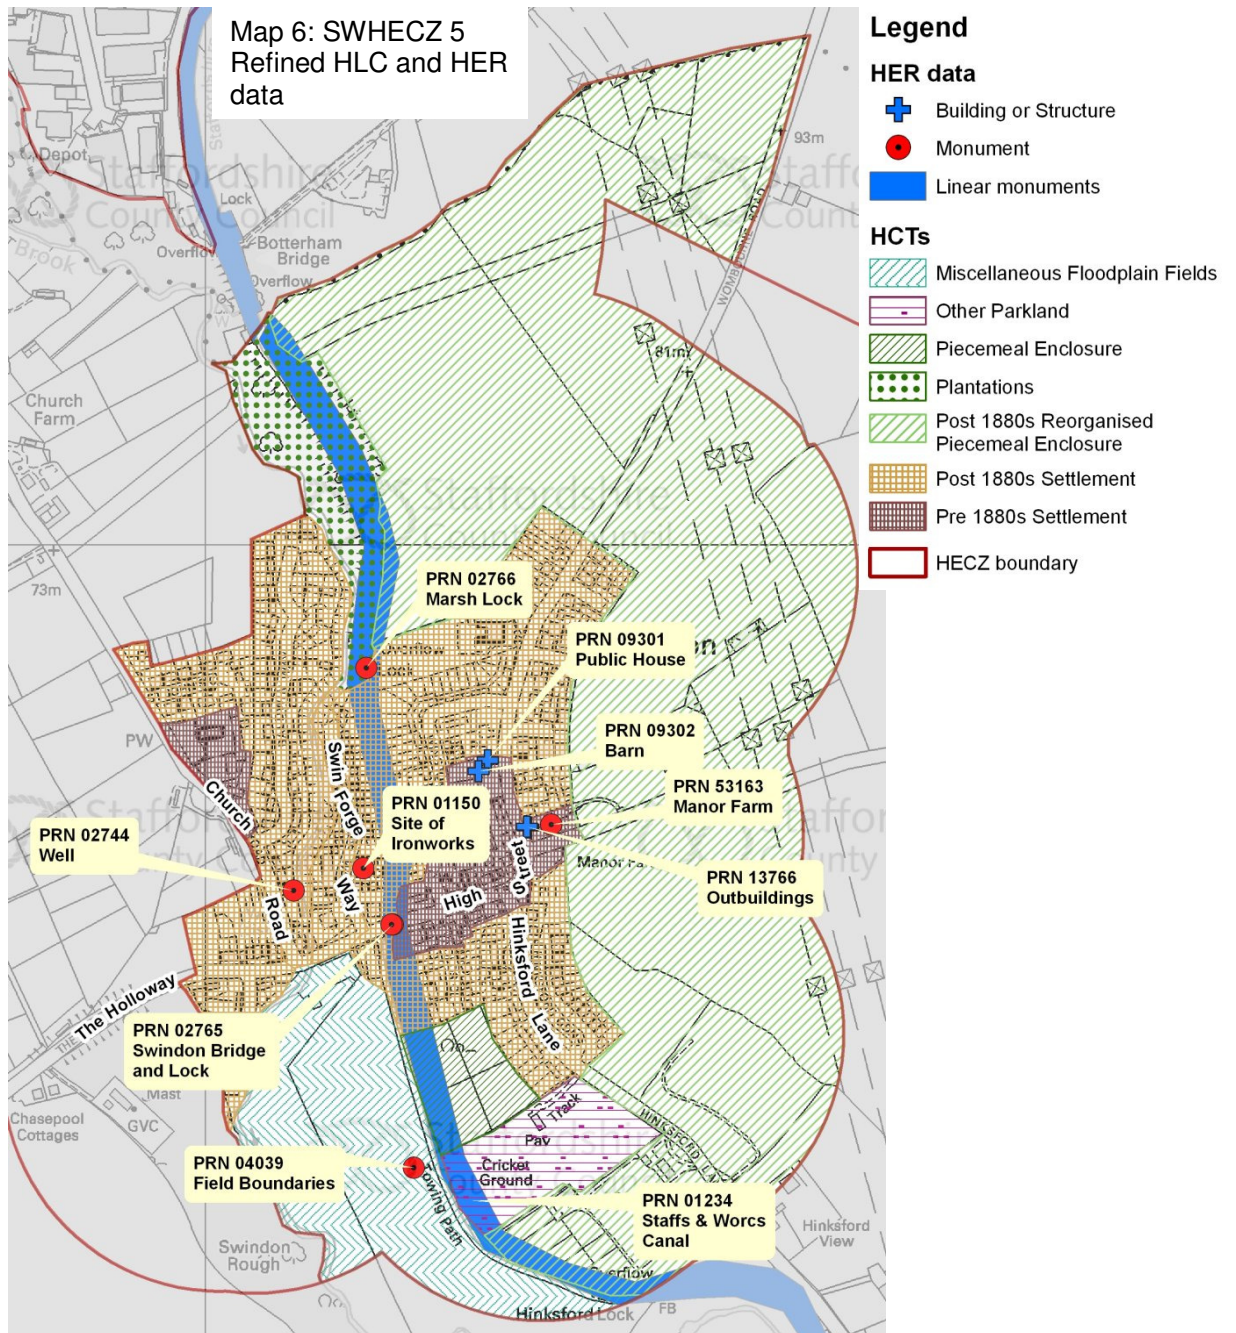 Map 6: SWHECZ 5
Refined HLC and HER
data
Legend
HER data
Building or Structure
Monument
Linear monuments
HCTs
Miscellaneous Floodplain Fields
Other Parkland
Piecemeal Enclosure
Plantations
Post 1880s Reorganised
Piecemeal Enclosure
Post 1880s Settlement
Pre 1880s Settlement
HECZ boundary
Depot
Staffordshire
County Council
Lock
Overflow
Botterham
Bridge
Overflow
Brook
93m
WOMBOURNE ROAD
81m
Church
Farm
73m
PRN 02766
Marsh Lock
PRN 09301
Public House
PRN 09302
Barn
PRN 53163
Manor Farm
PW
Swin Forge
Way
Church
Road
PRN 01150
Site of
Ironworks
PRN 02744
Well
High
Street
PRN 13766
Outbuildings
Hinksford
Lane
The Holloway
PRN 02765
Swindon Bridge
and Lock
Mast
GVC
Chasepool
Cottages
Track
Pav
Cricket
Ground
PRN 04039
Field Boundaries
Towing Path
PRN 01234
Staffs & Worcs
Canal
Hinksford
View
Swindon
Rough
Overflow
Hinksford Lock
FB